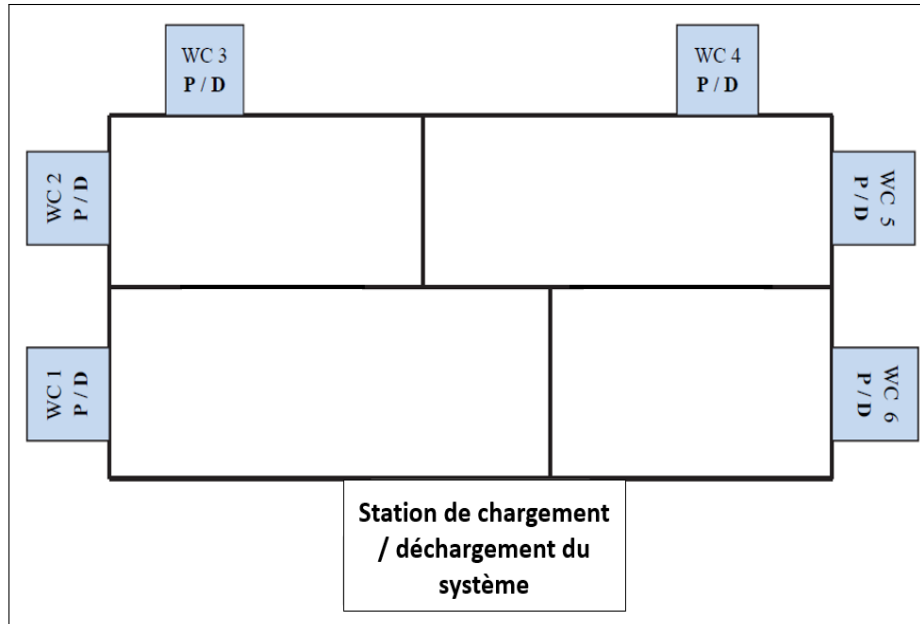 WC 3
P / D
WC 4
P / D
WC 2
P / D
WC 5
P / D
WC 1
P / D
WC 6
P / D
Station de chargement
/ déchargement du
système